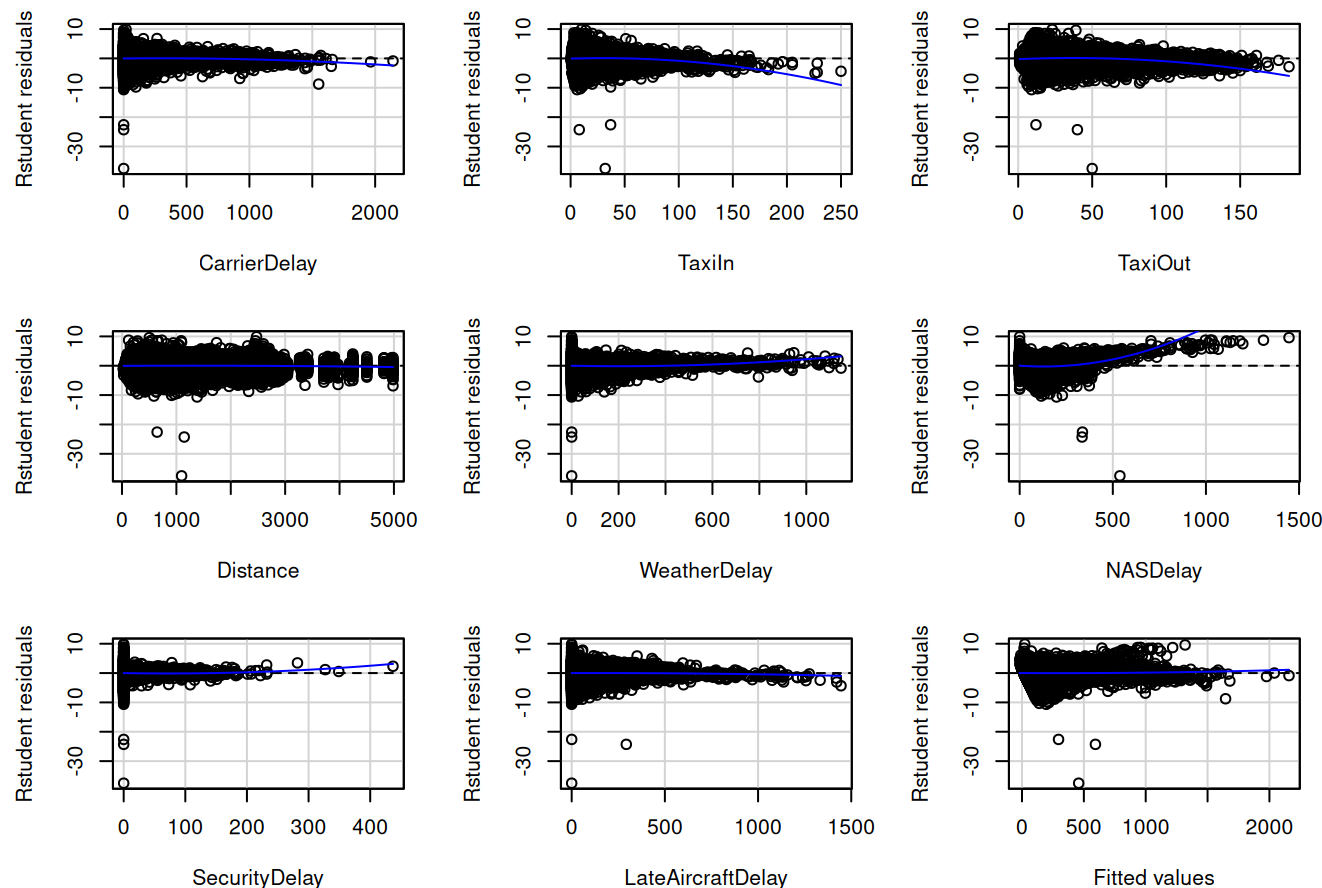 Rstudent residuals
10
-10
-30
0 500 1000 2000
CarrierDelay
Rstudent residuals
10
-10
-30
0 50 100 150 200 250
TaxiIn
Rstudent residuals
10
-10
-30
0 50 100 150
TaxiOut
Rstudent residuals
10
-10
-30
0 1000 3000 5000
Distance
Rstudent residuals
10
-10
-30
0 200 600 1000
WeatherDelay
Rstudent residuals
10
-10
-30
0 500 1000 1500
NASDelay
Rstudent residuals
10
-10
-30
0 100 200 300 400
SecurityDelay
Rstudent residuals
10
-10
-30
0 500 1000 1500
LateAircraftDelay
Rstudent residuals
10
-10
-30
0 500 1000 2000
Fitted values